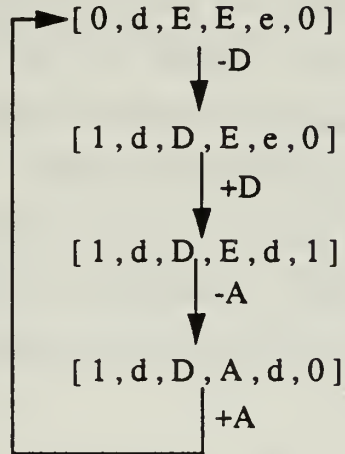 [ 0 , d , E , E , e , 0 ]
-D
[ 1 , d , D , E , e , 0 ]
+D
[ 1 , d , D , E , d , 1 ]
-A
[ 1 , d , D , A , d , 0 ]
+A